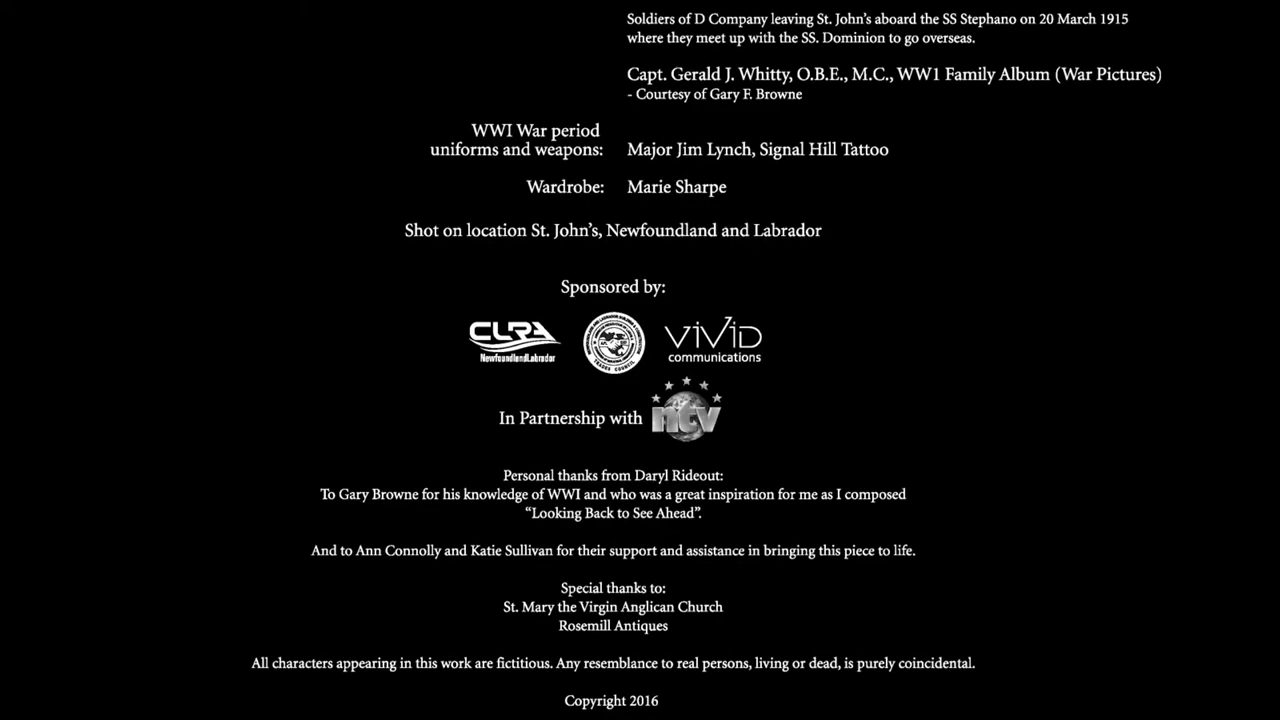 Soldiers of D Company leaving St. John's aboard the SS Stephano on 20 March 1915
where they meet up with the SS. Dominion to go overseas.
Capt. Gerald J. Whitty, O.B.E., M.C., WW1 Family Album (War Pictures)
- Courtesy of Gary F. Browne
WWI War period
uniforms and weapons: Major Jim Lynch, Signal Hill Tattoo
Wardrobe: Marie Sharpe
Shot on location St. John's, Newfoundland and Labrador
Sponsored by:
CLRA
NewfoundlandLabrador
TRADES COUNCIL
ViViD
communications
In Partnership with ntv
Personal thanks from Daryl Rideout:
To Gary Browne for his knowledge of WWI and who was a great inspiration for me as I composed
“Looking Back to See Ahead”.
And to Ann Connolly and Katie Sullivan for their support and assistance in bringing this piece to life.
Special thanks to:
St. Mary the Virgin Anglican Church
Rosemill Antiques
All characters appearing in this work are fictitious. Any resemblance to real persons, living or dead, is purely coincidental.
Copyright 2016